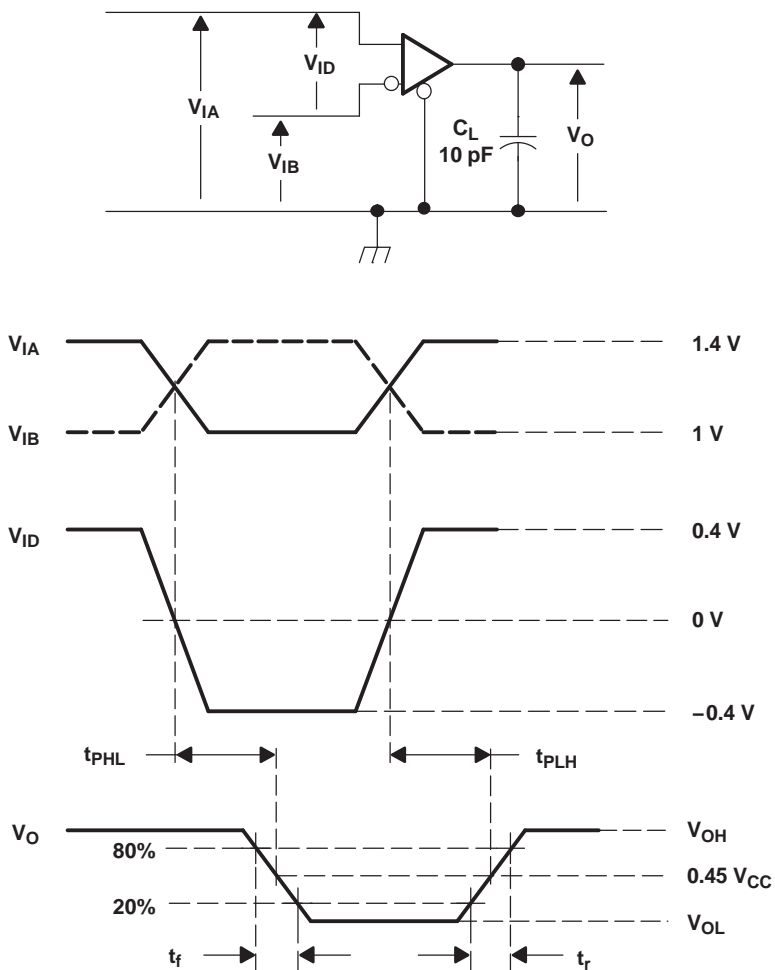 V_IA
V_ID
V_IB
C_L
10 pF
V_O
V_IA
1.4 V
V_IB
1 V
V_ID
0.4 V
0 V
–0.4 V
t_PHL
t_PLH
V_O
V_OH
80%
0.45 V_CC
20%
V_OL
t_f
t_r